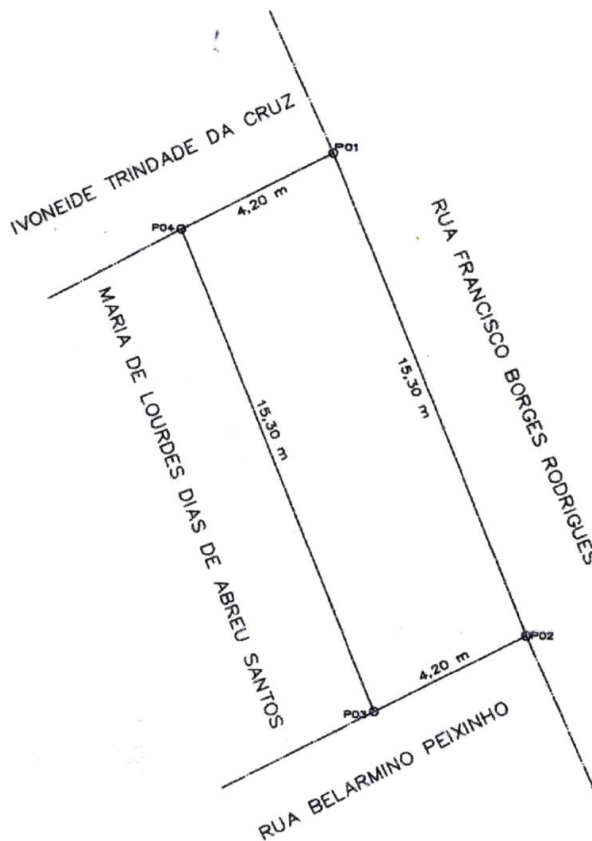 IVONEIDE TRINDADE DA CRUZ
P01
4,20 m
P04
RUA FRANCISCO BORGES RODRIGUES
MARIA DE LOURDES DIAS DE ABREU SANTOS
15,30 m
15,30 m
P02
4,20 m
P03
RUA BELARMINO PEIXINHO